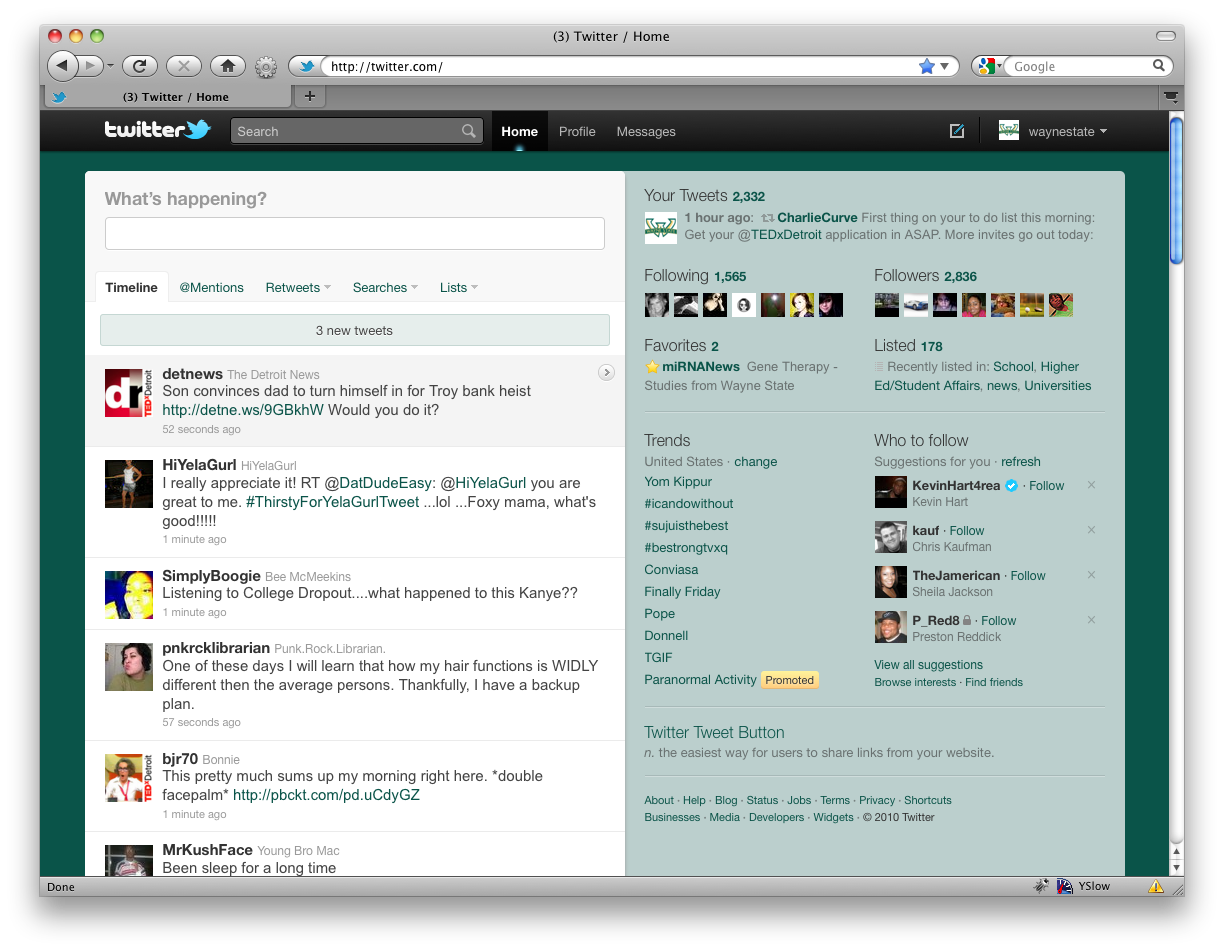 (3) Twitter / Home
http://twitter.com/
Google
(3) Twitter / Home
twitter
Search
Home
Profile
Messages
waynestate
What's happening?
Timeline
@Mentions
Retweets
Searches
Lists
3 new tweets
detnews The Detroit News
Son convinces dad to turn himself in for Troy bank heist
http://detne.ws/9GBkhW Would you do it?
52 seconds ago
HiYelaGurl HiYelaGurl
I really appreciate it! RT @DatDudeEasy: @HiYelaGurl you are
great to me. #ThirstyForYelaGurlTweet ...lol ...Foxy mama, what's
good!!!!!
1 minute ago
SimplyBoogie Bee McMeekins
Listening to College Dropout....what happened to this Kanye??
1 minute ago
pnkrcklibrarian Punk.Rock.Librarian.
One of these days I will learn that how my hair functions is WIDLY
different then the average persons. Thankfully, I have a backup
plan.
57 seconds ago
bjr70 Bonnie
This pretty much sums up my morning right here. *double
facepalm* http://pbckt.com/pd.uCdyGZ
1 minute ago
MrKushFace Young Bro Mac
Been sleep for a long time
Your Tweets 2,332
1 hour ago: CharlieCurve First thing on your to do list this morning:
Get your @TEDxDetroit application in ASAP. More invites go out today:
Following 1,565
Followers 2,836
Favorites 2
miRNANews Gene Therapy -
Studies from Wayne State
Listed 178
Recently listed in: School, Higher
Ed/Student Affairs, news, Universities
Trends
United States · change
Yom Kippur
#icandowithout
#sujuisthebest
#bestrongtvxq
Conviasa
Finally Friday
Pope
Donnell
TGIF
Paranormal Activity Promoted
Who to follow
Suggestions for you · refresh
KevinHart4rea · Follow
Kevin Hart
kauf · Follow
Chris Kaufman
TheJamerican · Follow
Sheila Jackson
P_Red8 · Follow
Preston Reddick
View all suggestions
Browse interests · Find friends
Twitter Tweet Button
n. the easiest way for users to share links from your website.
About · Help · Blog · Status · Jobs · Terms · Privacy · Shortcuts
Businesses · Media · Developers · Widgets · © 2010 Twitter
Done
YSlow